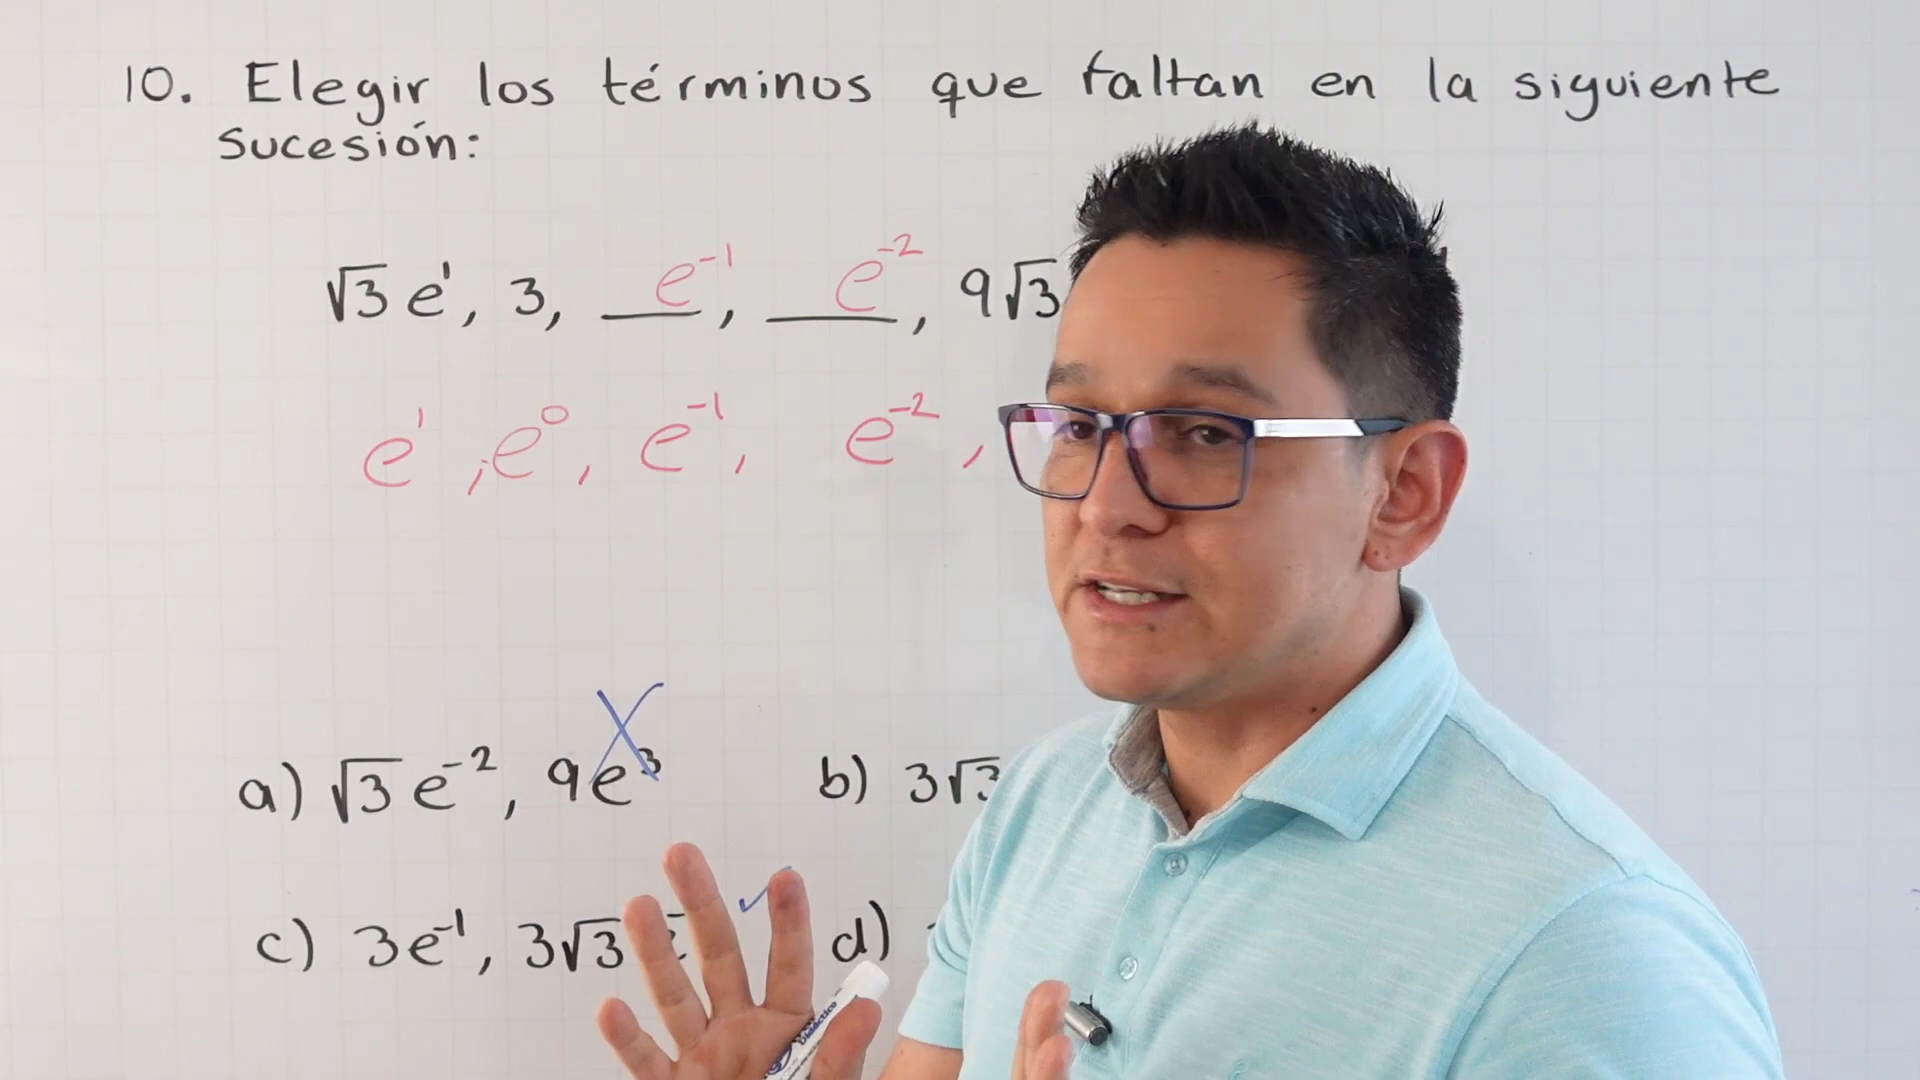 10. Elegir los términos que faltan en la siguiente
sucesión:
√3 e¹, 3, e⁻¹, e⁻², 9√3
e¹, e⁰, e⁻¹, e⁻²,
a) √3 e⁻², 9e³ b) 3√3
c) 3e⁻¹, 3√3 d)
Didáctico